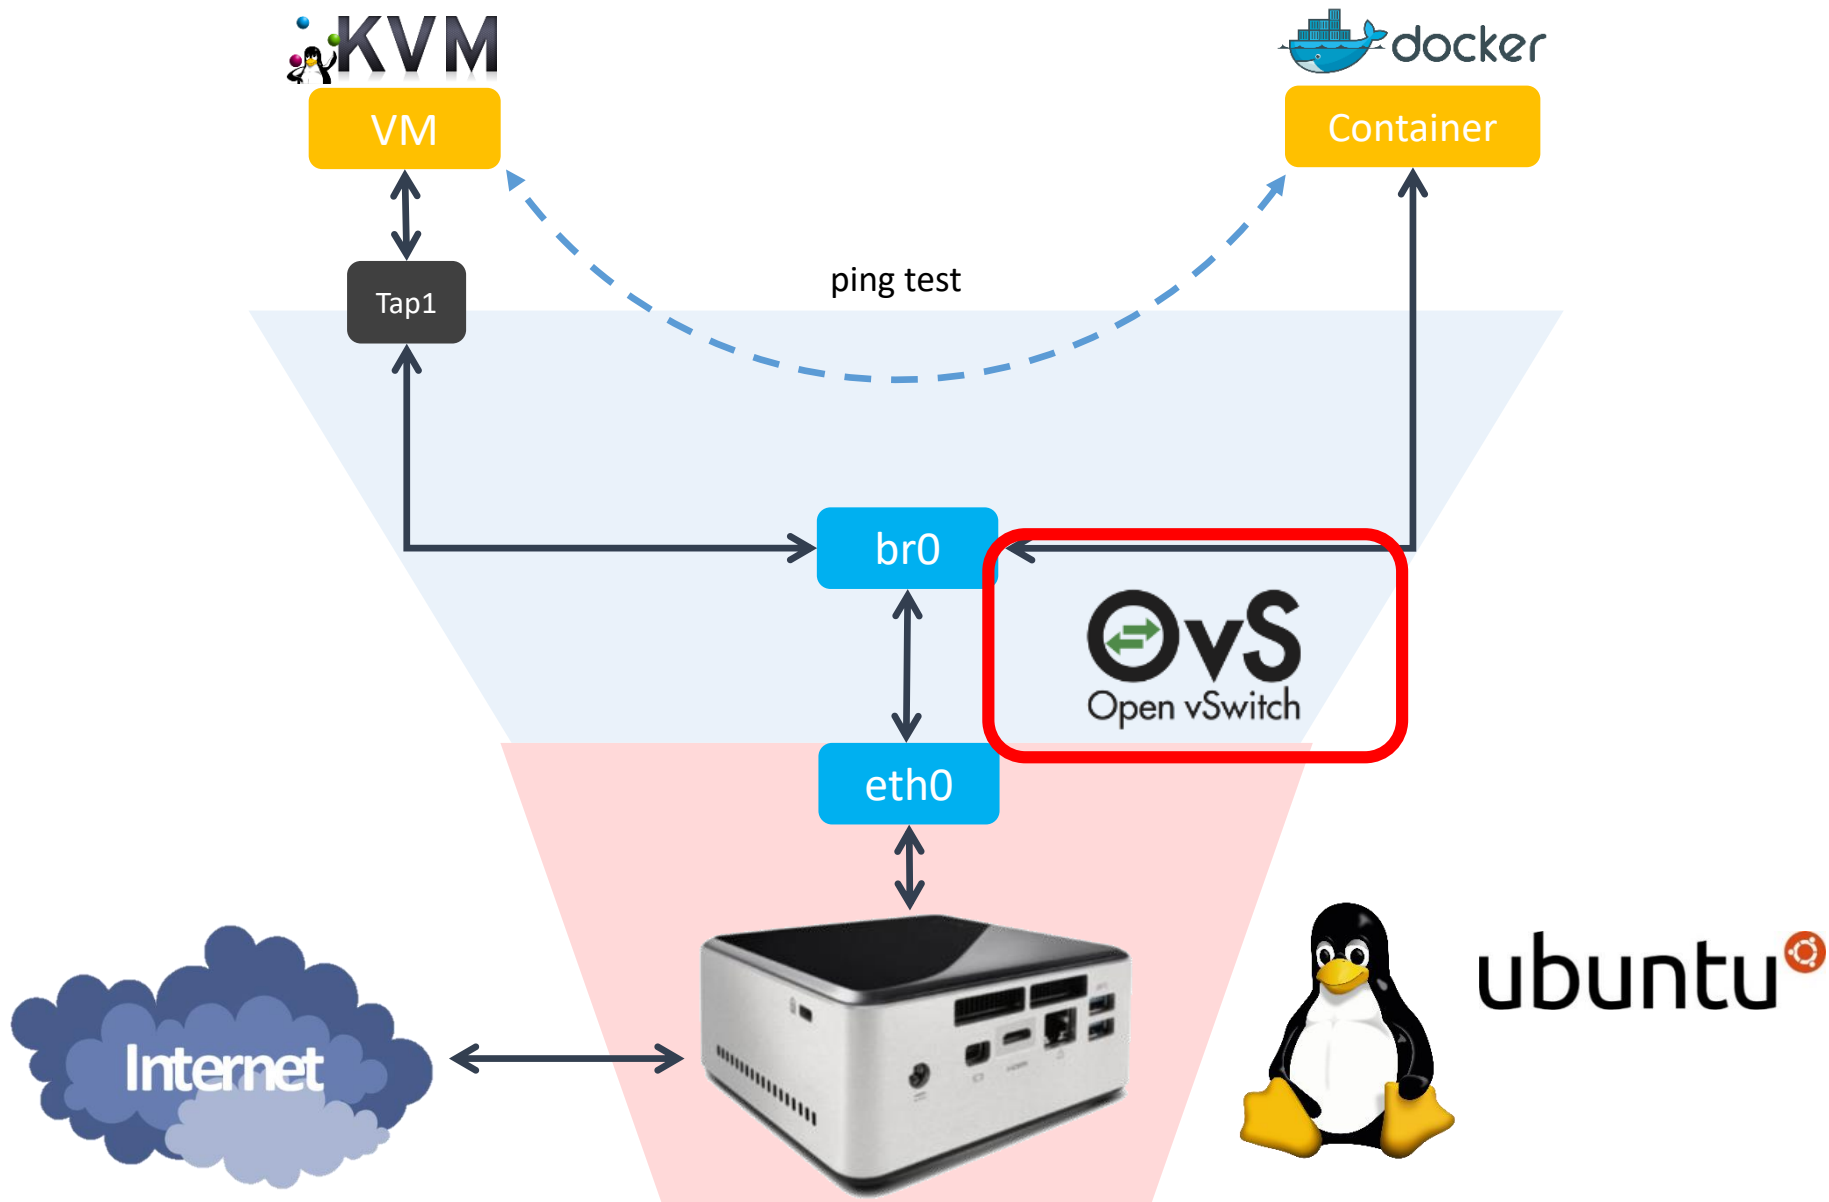 KVM
docker
VM
Container
Tap1
ping test
br0
OvS
Open vSwitch
eth0
Internet
ubuntu